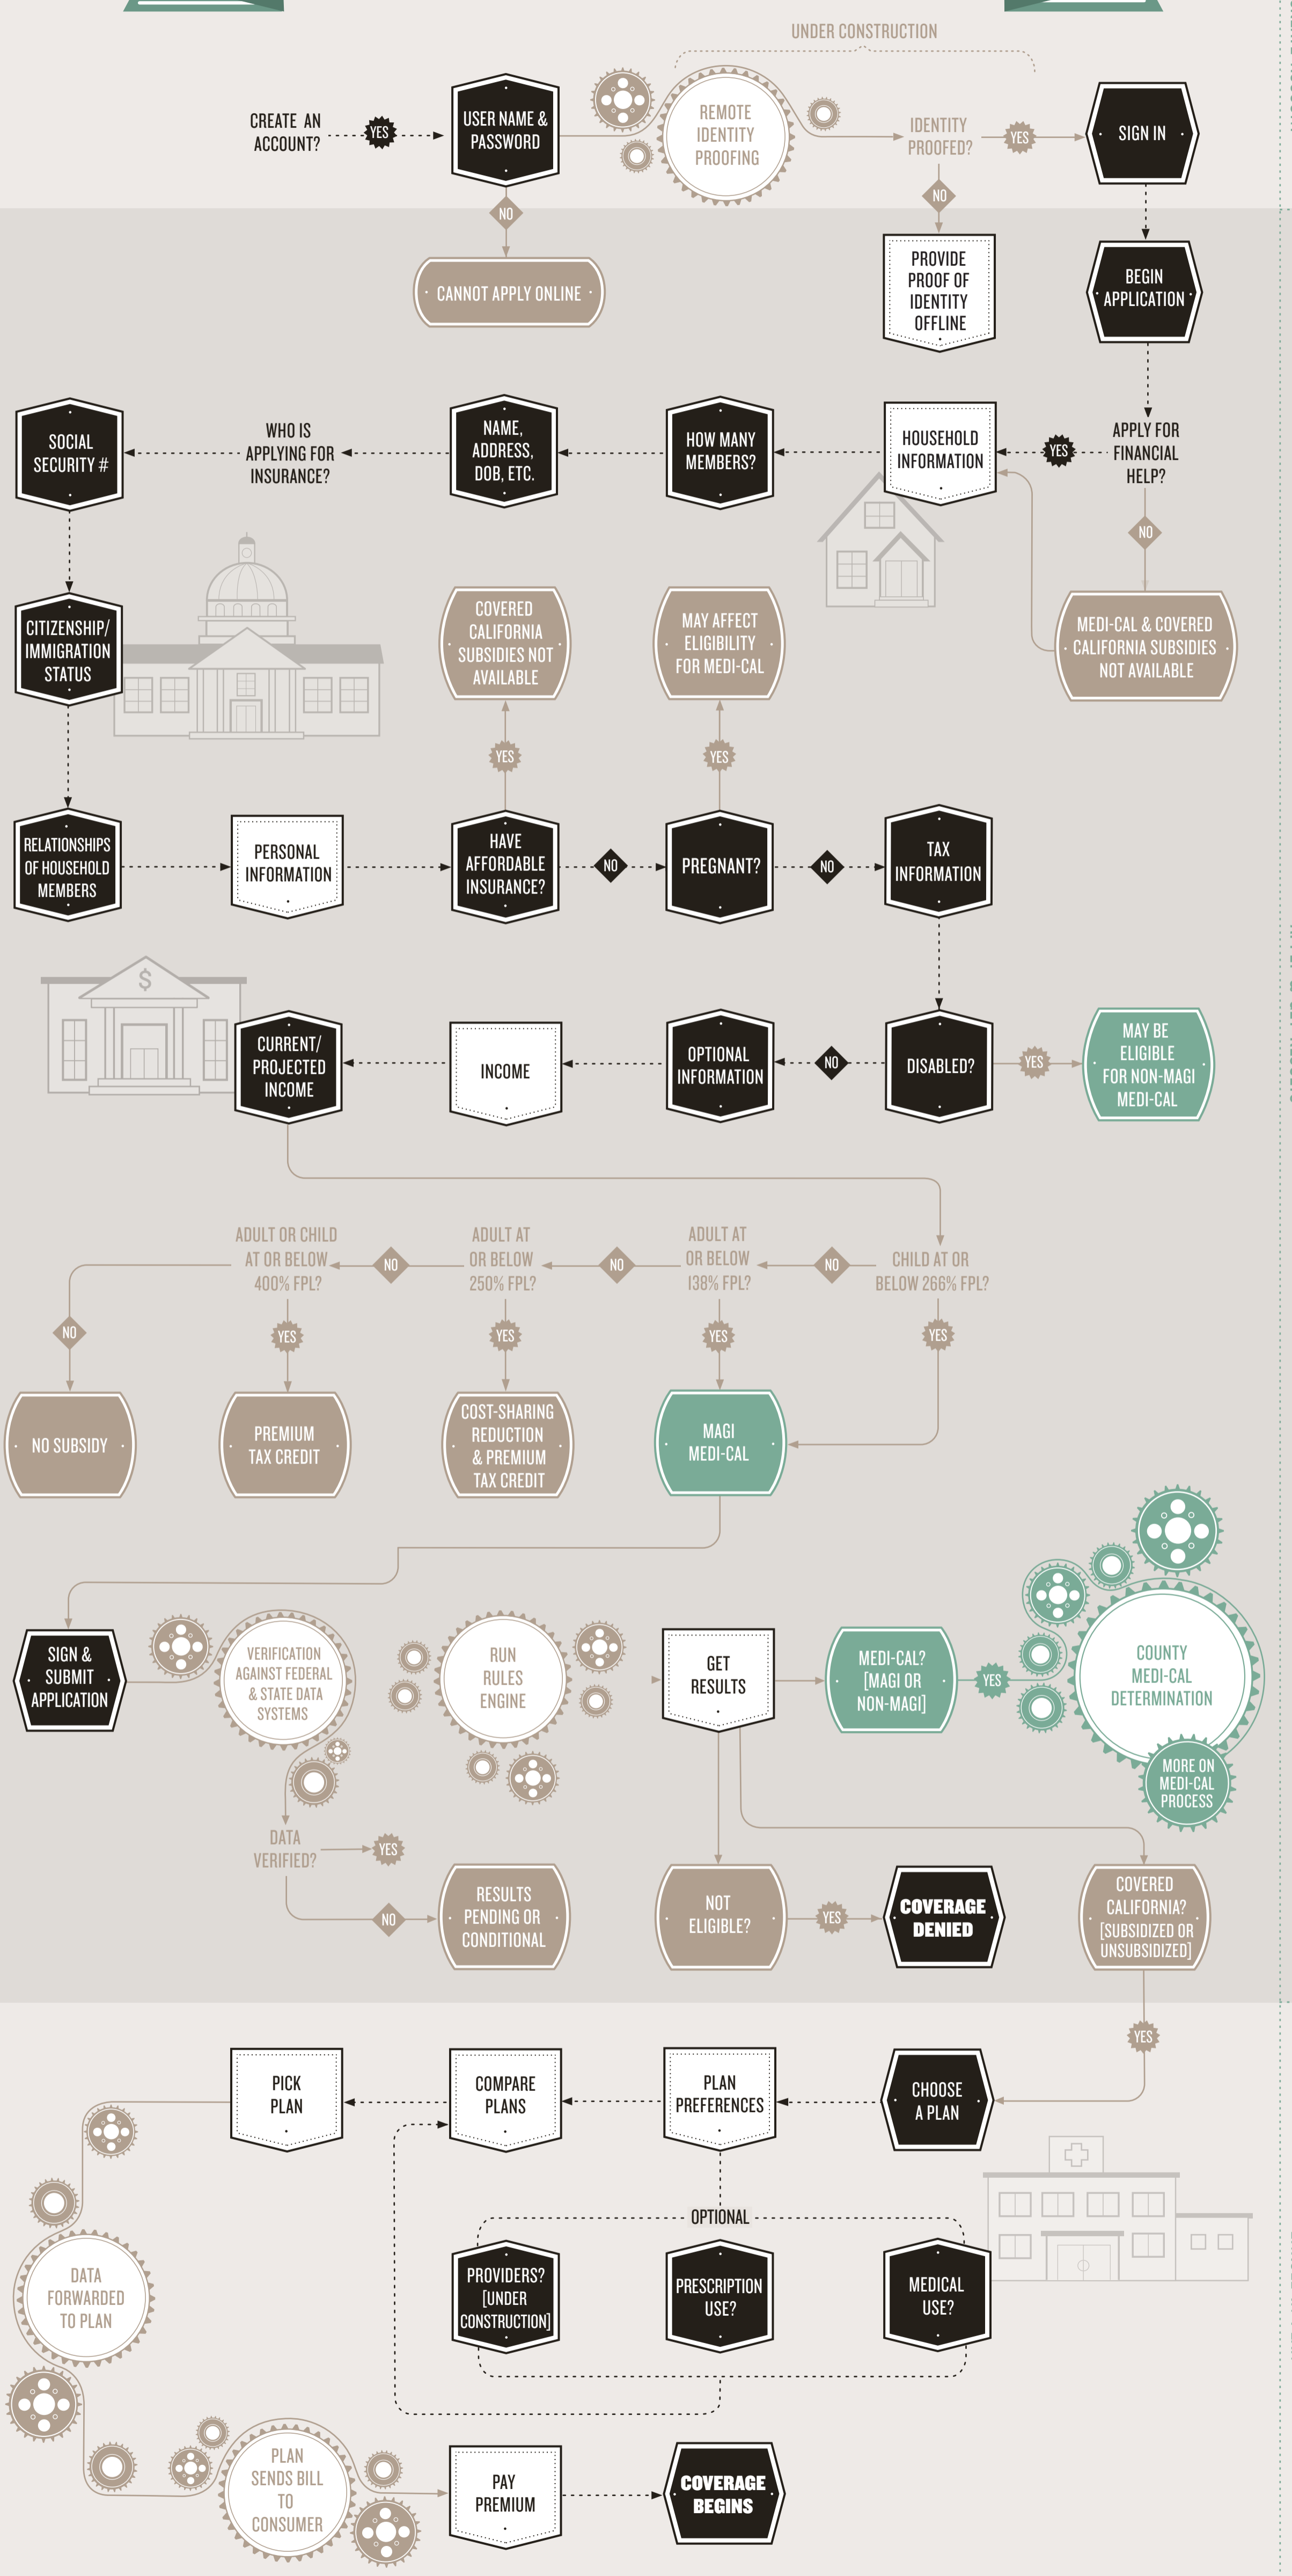 UNDER CONSTRUCTION
CREATE AN
ACCOUNT?
YES
USER NAME &
PASSWORD
REMOTE
IDENTITY
PROOFING
IDENTITY
PROOFED?
YES
SIGN IN
NO
NO
CANNOT APPLY ONLINE
PROVIDE
PROOF OF
IDENTITY
OFFLINE
BEGIN
APPLICATION
APPLY FOR
FINANCIAL
HELP?
YES
HOUSEHOLD
INFORMATION
HOW MANY
MEMBERS?
NAME,
ADDRESS,
DOB, ETC.
WHO IS
APPLYING FOR
INSURANCE?
SOCIAL
SECURITY #
NO
MEDI-CAL & COVERED
CALIFORNIA SUBSIDIES
NOT AVAILABLE
CITIZENSHIP/
IMMIGRATION
STATUS
COVERED
CALIFORNIA
SUBSIDIES NOT
AVAILABLE
MAY AFFECT
ELIGIBILITY
FOR MEDI-CAL
YES
YES
RELATIONSHIPS
OF HOUSEHOLD
MEMBERS
PERSONAL
INFORMATION
HAVE
AFFORDABLE
INSURANCE?
NO
PREGNANT?
NO
TAX
INFORMATION
$
CURRENT/
PROJECTED
INCOME
INCOME
OPTIONAL
INFORMATION
NO
DISABLED?
YES
MAY BE
ELIGIBLE
FOR NON-MAGI
MEDI-CAL
ADULT OR CHILD
AT OR BELOW
400% FPL?
NO
ADULT AT
OR BELOW
250% FPL?
NO
ADULT AT
OR BELOW
138% FPL?
NO
CHILD AT OR
BELOW 266% FPL?
NO
YES
YES
YES
YES
NO SUBSIDY
PREMIUM
TAX CREDIT
COST-SHARING
REDUCTION
& PREMIUM
TAX CREDIT
MAGI
MEDI-CAL
SIGN &
SUBMIT
APPLICATION
VERIFICATION
AGAINST FEDERAL
& STATE DATA
SYSTEMS
RUN
RULES
ENGINE
GET
RESULTS
MEDI-CAL?
[MAGI OR
NON-MAGI]
YES
COUNTY
MEDI-CAL
DETERMINATION
MORE ON
MEDI-CAL
PROCESS
DATA
VERIFIED?
YES
NO
RESULTS
PENDING OR
CONDITIONAL
NOT
ELIGIBLE?
YES
COVERAGE
DENIED
COVERED
CALIFORNIA?
[SUBSIDIZED OR
UNSUBSIDIZED]
YES
CHOOSE
A PLAN
PLAN
PREFERENCES
COMPARE
PLANS
PICK
PLAN
OPTIONAL
PROVIDERS?
[UNDER
CONSTRUCTION]
PRESCRIPTION
USE?
MEDICAL
USE?
DATA
FORWARDED
TO PLAN
PLAN
SENDS BILL
TO
CONSUMER
PAY
PREMIUM
COVERAGE
BEGINS